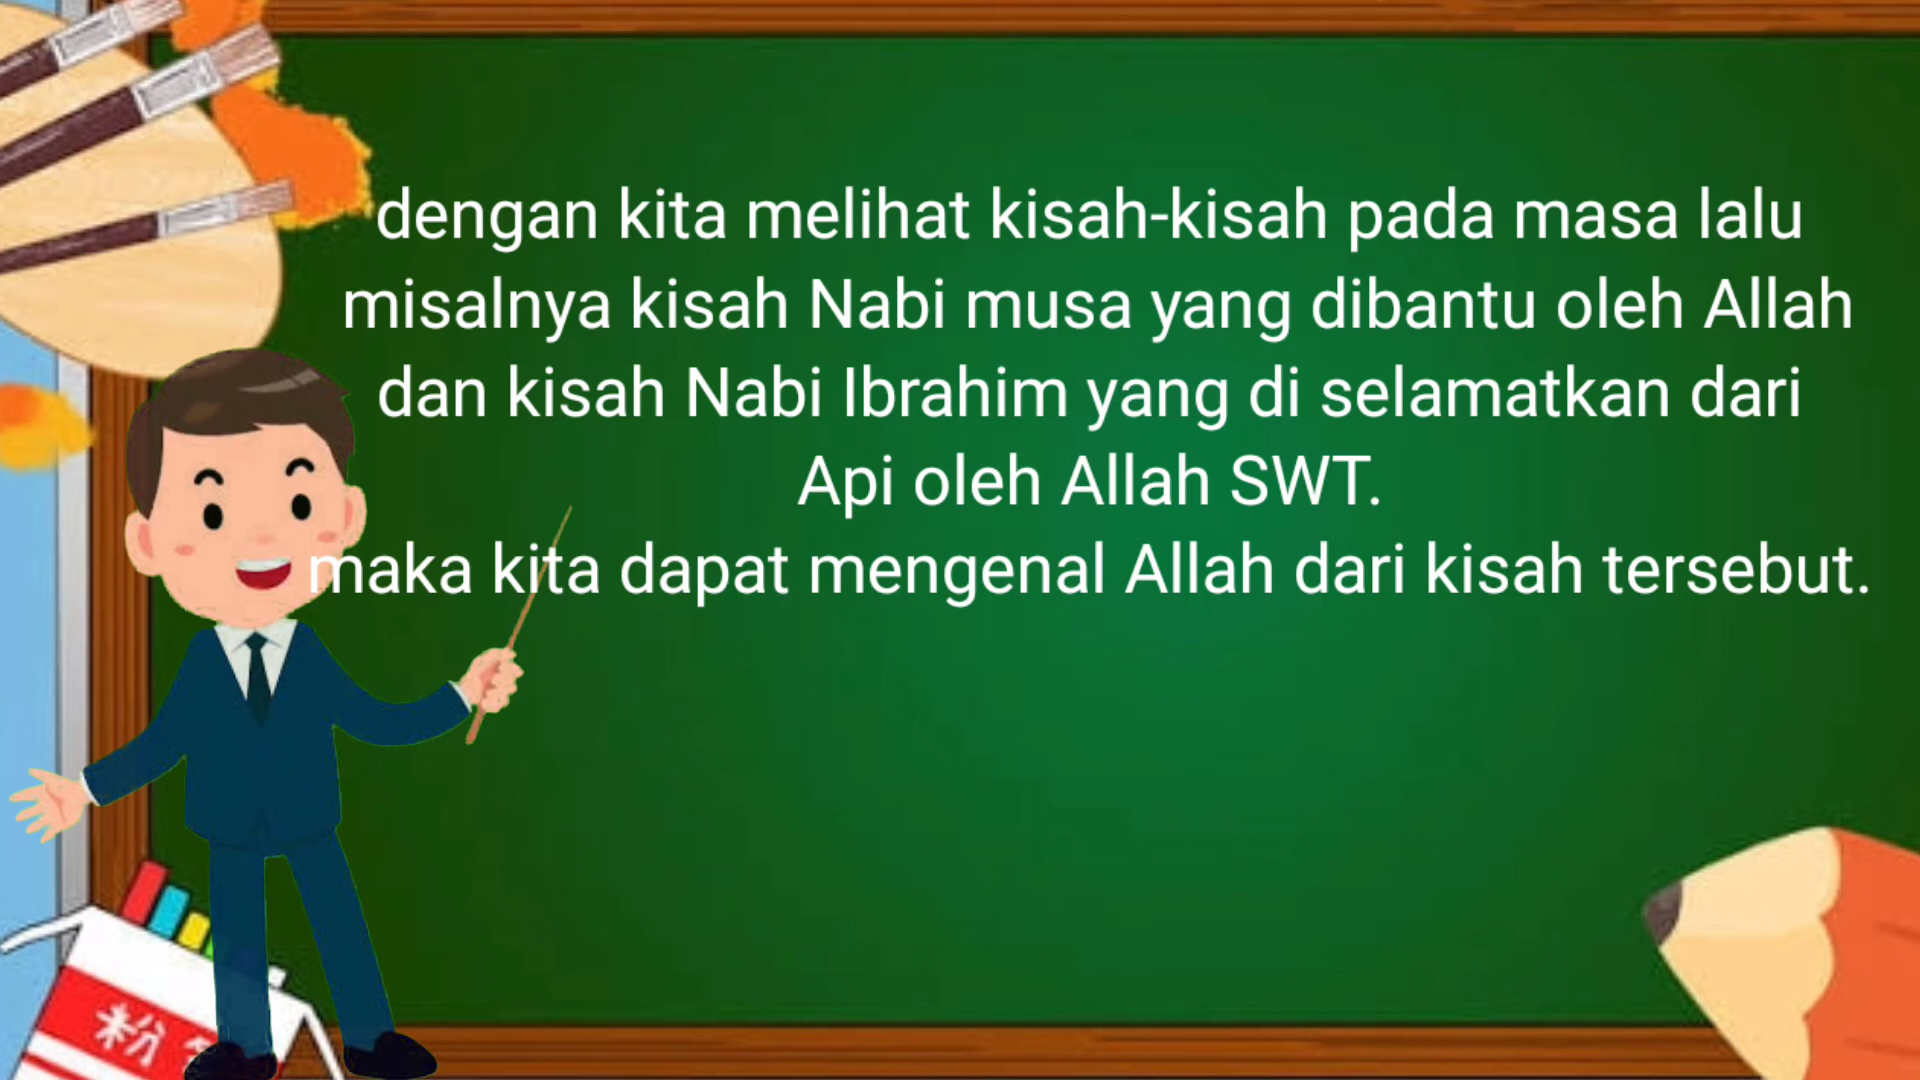 dengan kita melihat kisah-kisah pada masa lalu
misalnya kisah Nabi musa yang dibantu oleh Allah
dan kisah Nabi Ibrahim yang di selamatkan dari
Api oleh Allah SWT.
maka kita dapat mengenal Allah dari kisah tersebut.
粉